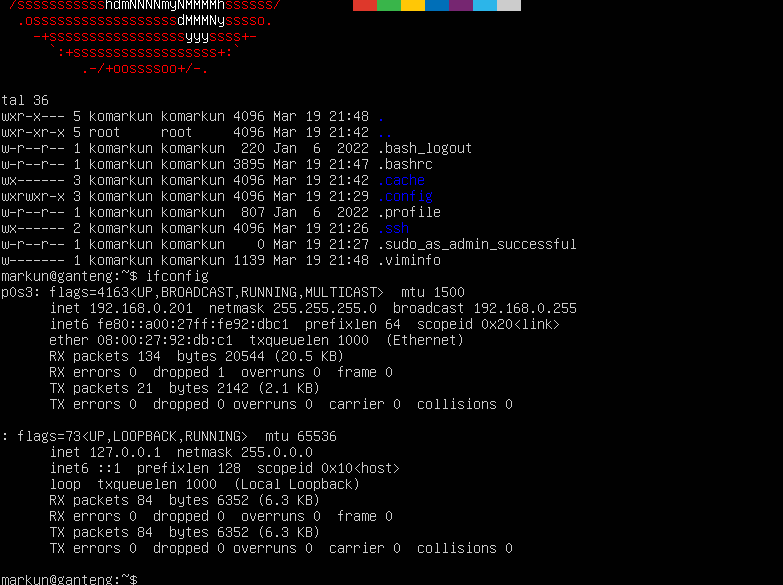 /sssssssssssshdmNNNNmyNMMMMhssssss/
.ossssssssssssssssssdMMMNysssso.
-+sssssssssssssssssyyyssss+-
`:+ssssssssssssssssss+:`
.-/+oossssoo+/-.
tal 36
wxr-x--- 5 komarkun komarkun 4096 Mar 19 21:48 .
wxr-xr-x 5 root     root     4096 Mar 19 21:42 ..
w-r--r-- 1 komarkun komarkun  220 Jan  6  2022 .bash_logout
w-r--r-- 1 komarkun komarkun 3895 Mar 19 21:47 .bashrc
wx------ 3 komarkun komarkun 4096 Mar 19 21:42 .cache
wxrwxr-x 3 komarkun komarkun 4096 Mar 19 21:29 .config
w-r--r-- 1 komarkun komarkun  807 Jan  6  2022 .profile
wx------ 2 komarkun komarkun 4096 Mar 19 21:26 .ssh
w-r--r-- 1 komarkun komarkun    0 Mar 19 21:27 .sudo_as_admin_successful
w------- 1 komarkun komarkun 1139 Mar 19 21:48 .viminfo
markun@ganteng:~$ ifconfig
p0s3: flags=4163<UP,BROADCAST,RUNNING,MULTICAST>  mtu 1500
inet 192.168.0.201  netmask 255.255.255.0  broadcast 192.168.0.255
inet6 fe80::a00:27ff:fe92:dbc1  prefixlen 64  scopeid 0x20<link>
ether 08:00:27:92:db:c1  txqueuelen 1000  (Ethernet)
RX packets 134  bytes 20544 (20.5 KB)
RX errors 0  dropped 1  overruns 0  frame 0
TX packets 21  bytes 2142 (2.1 KB)
TX errors 0  dropped 0 overruns 0  carrier 0  collisions 0
: flags=73<UP,LOOPBACK,RUNNING>  mtu 65536
inet 127.0.0.1  netmask 255.0.0.0
inet6 ::1  prefixlen 128  scopeid 0x10<host>
loop  txqueuelen 1000  (Local Loopback)
RX packets 84  bytes 6352 (6.3 KB)
RX errors 0  dropped 0  overruns 0  frame 0
TX packets 84  bytes 6352 (6.3 KB)
TX errors 0  dropped 0 overruns 0  carrier 0  collisions 0
markun@ganteng:~$